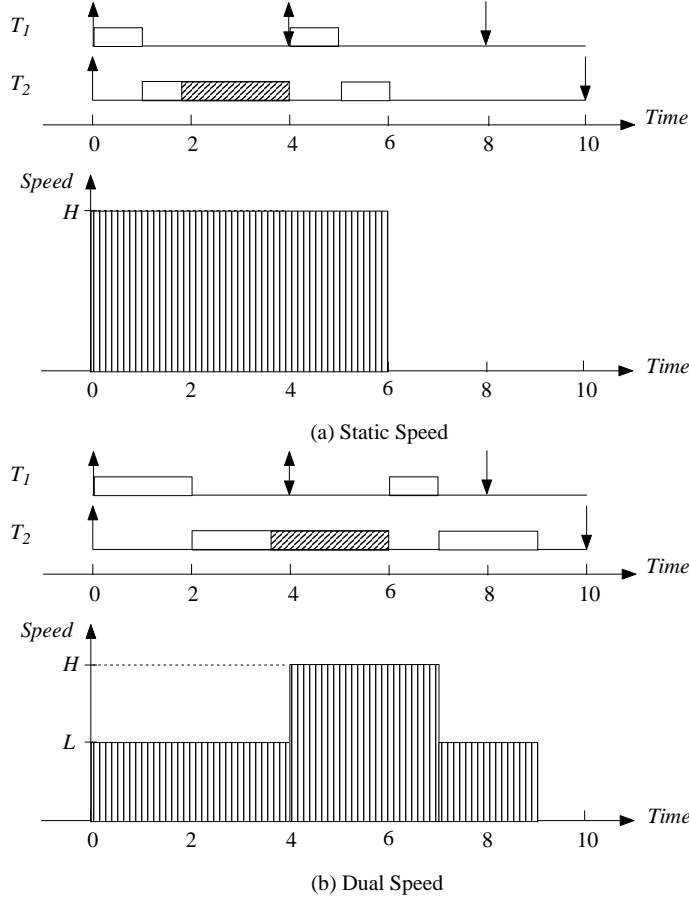 T1
T2
Time
0 2 4 6 8 10
Speed
H
Time
0 2 4 6 8 10
(a) Static Speed
T1
T2
Time
0 2 4 6 8 10
Speed
H
L
Time
0 2 4 6 8 10
(b) Dual Speed